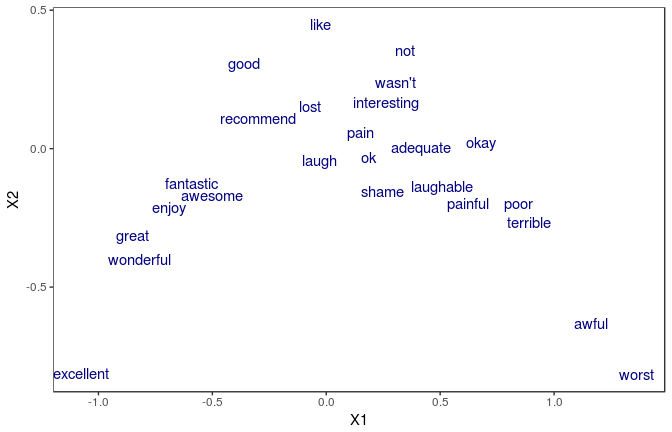 0.5
like
not
good
wasn't
interesting
lost
recommend
pain
okay
adequate
0.0
ok
laugh
fantastic
laughable
shame
awesome
painful
poor
enjoy
X2
terrible
great
wonderful
-0.5
awful
excellent
worst
-1.0 -0.5 0.0 0.5 1.0
X1